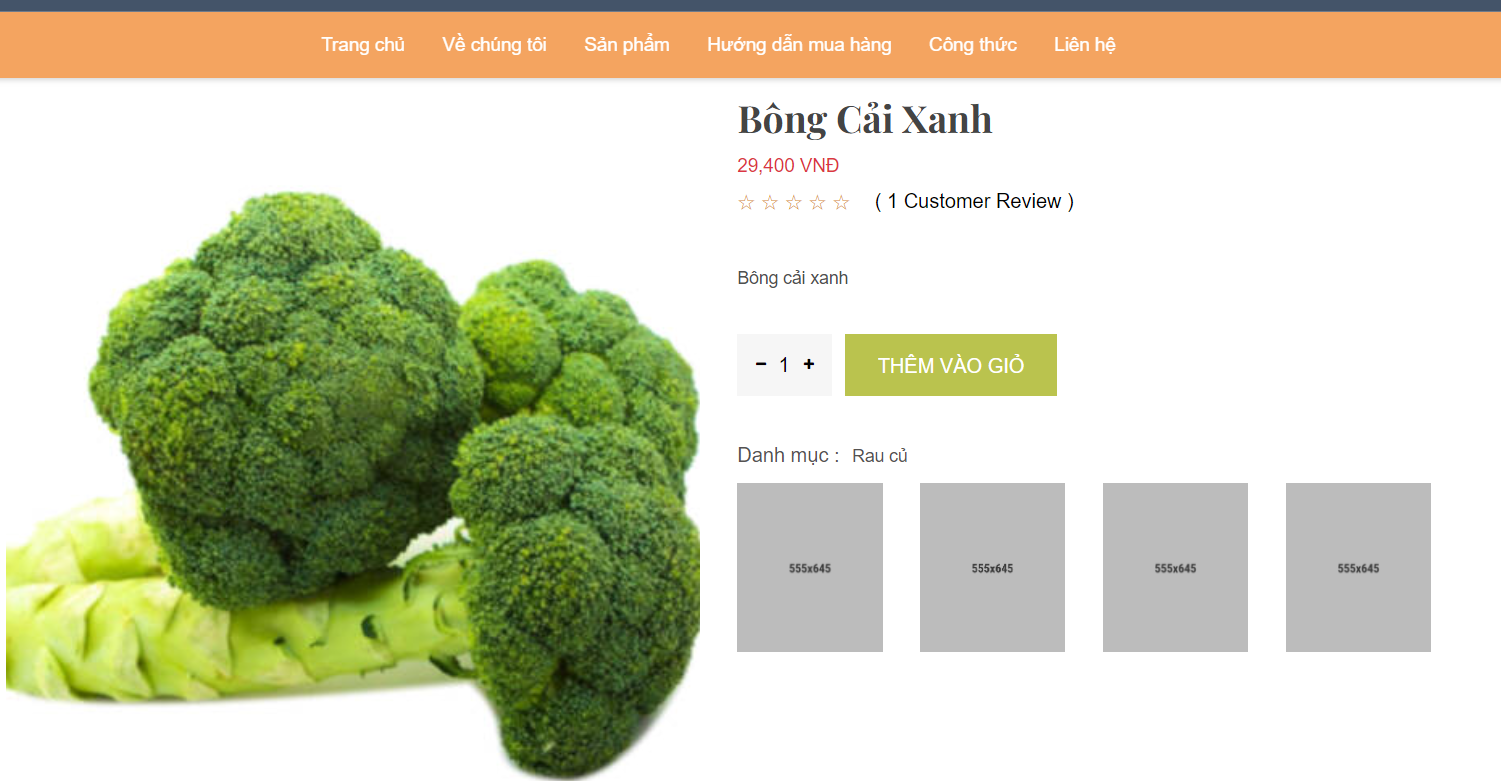 Trang chủ Về chúng tôi Sản phẩm Hướng dẫn mua hàng Công thức Liên hệ
Bông Cải Xanh
29,400 VNĐ
☆ ☆ ☆ ☆ ☆ ( 1 Customer Review )
Bông cải xanh
− 1 + THÊM VÀO GIỎ
Danh mục : Rau củ
555x645 555x645 555x645 555x645